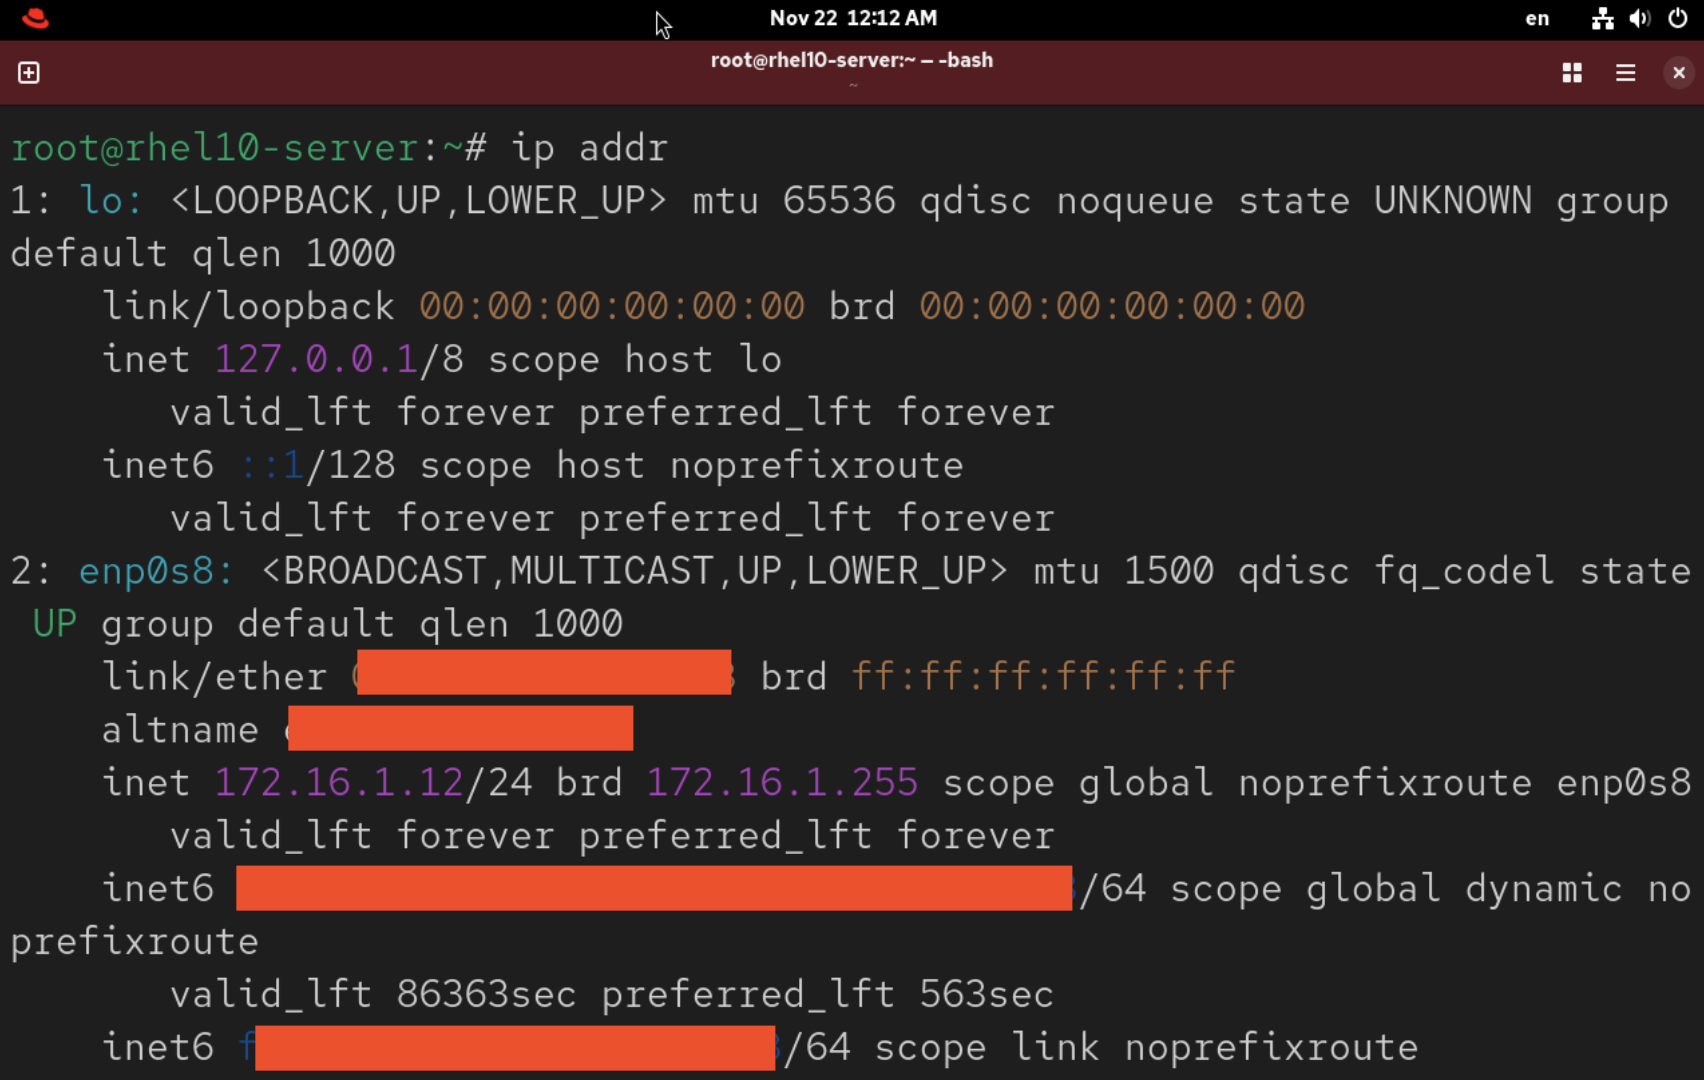 Nov 22 12:12 AM
en
root@rhel10-server:~ – -bash
~
root@rhel10-server:~# ip addr
1: lo: <LOOPBACK,UP,LOWER_UP> mtu 65536 qdisc noqueue state UNKNOWN group
default qlen 1000
link/loopback 00:00:00:00:00:00 brd 00:00:00:00:00:00
inet 127.0.0.1/8 scope host lo
valid_lft forever preferred_lft forever
inet6 ::1/128 scope host noprefixroute
valid_lft forever preferred_lft forever
2: enp0s8: <BROADCAST,MULTICAST,UP,LOWER_UP> mtu 1500 qdisc fq_codel state
UP group default qlen 1000
link/ether brd ff:ff:ff:ff:ff:ff
altname
inet 172.16.1.12/24 brd 172.16.1.255 scope global noprefixroute enp0s8
valid_lft forever preferred_lft forever
inet6 /64 scope global dynamic no
prefixroute
valid_lft 86363sec preferred_lft 563sec
inet6 /64 scope link noprefixroute